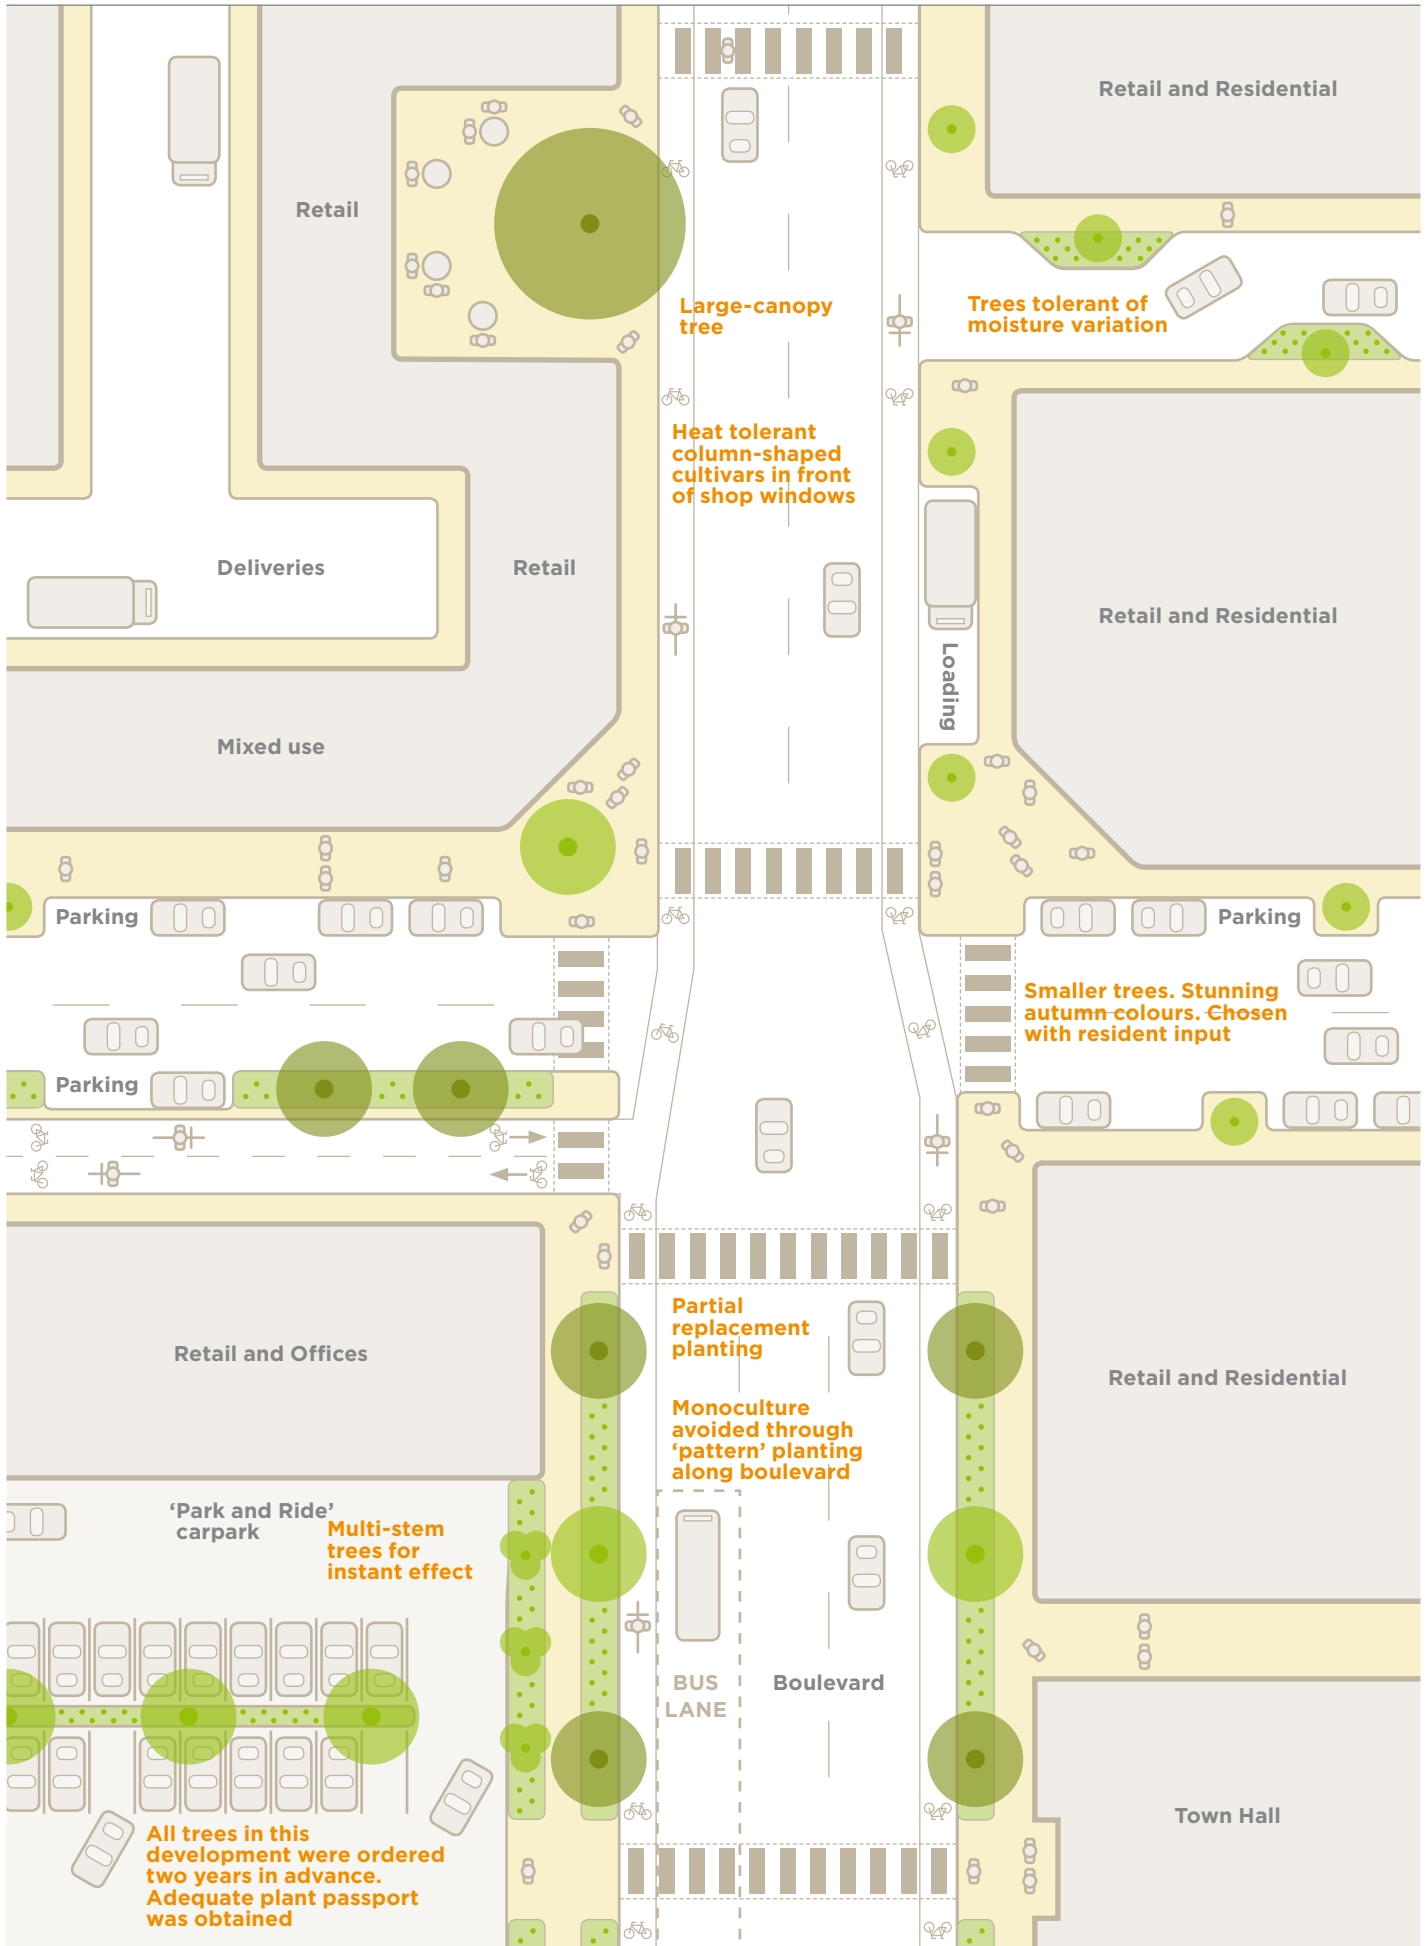 Retail and Residential
Retail
Large-canopy
tree
Trees tolerant of
moisture variation
Heat tolerant
column-shaped
cultivars in front
of shop windows
Deliveries
Retail
Retail and Residential
Loading
Mixed use
Parking
Parking
Smaller trees. Stunning
autumn colours. Chosen
with resident input
Parking
Partial
replacement
planting
Retail and Offices
Retail and Residential
Monoculture
avoided through
‘pattern’ planting
along boulevard
‘Park and Ride’
carpark
Multi-stem
trees for
instant effect
BUS
LANE
Boulevard
Town Hall
All trees in this
development were ordered
two years in advance.
Adequate plant passport
was obtained